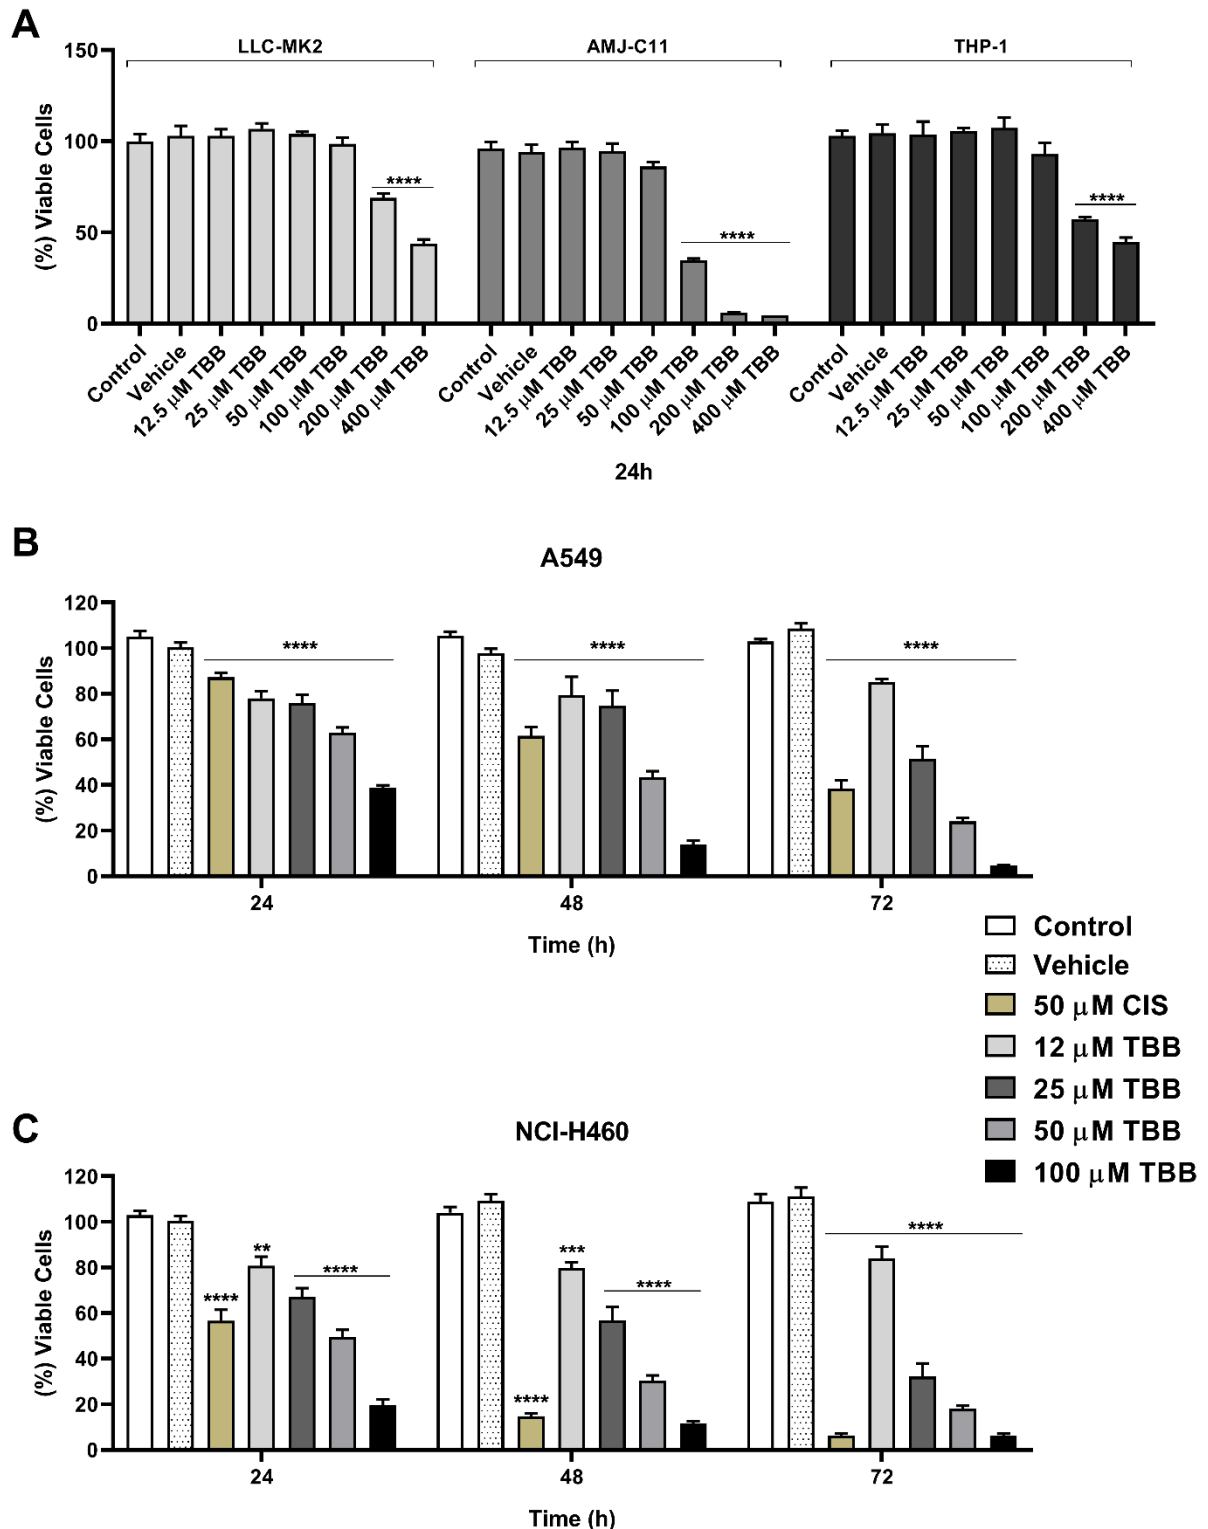 A
LLC-MK2 AMJ-C11 THP-1
150
100
50
0
(%) Viable Cells
**** **** ****
Control Vehicle 12.5 μM TBB 25 μM TBB 50 μM TBB 100 μM TBB 200 μM TBB 400 μM TBB
Control Vehicle 12.5 μM TBB 25 μM TBB 50 μM TBB 100 μM TBB 200 μM TBB 400 μM TBB
Control Vehicle 12.5 μM TBB 25 μM TBB 50 μM TBB 100 μM TBB 200 μM TBB 400 μM TBB
24h
B
A549
120
100
80
60
40
20
0
(%) Viable Cells
**** **** ****
24 48 72
Time (h)
Control
Vehicle
50 μM CIS
12 μM TBB
25 μM TBB
50 μM TBB
100 μM TBB
C
NCI-H460
120
100
80
60
40
20
0
(%) Viable Cells
**** ** ****
**** *** ****
****
24 48 72
Time (h)